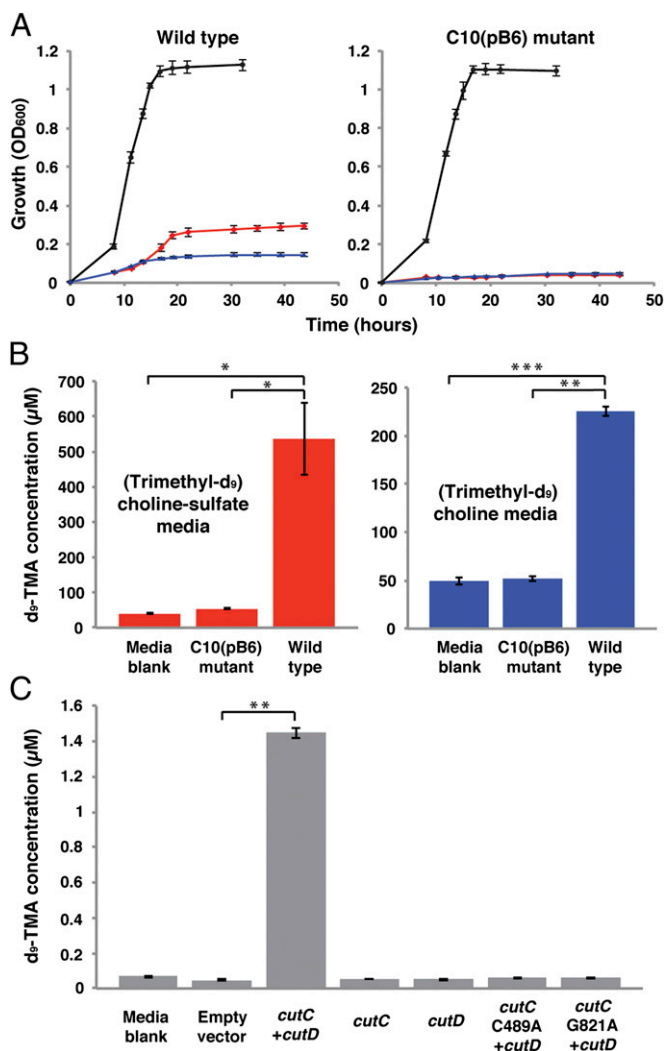 A
Wild type
C10(pB6) mutant
Growth (OD600)
1.2
1
0.8
0.6
0.4
0.2
0
0
10
20
30
40
50
1.2
1
0.8
0.6
0.4
0.2
0
0
10
20
30
40
50
Time (hours)
B
d9-TMA concentration (µM)
700
600
500
400
300
200
100
0
*
*
(Trimethyl-d9)
choline-sulfate
media
Media
blank
C10(pB6)
mutant
Wild
type
250
200
150
100
50
0
***
**
(Trimethyl-d9)
choline media
Media
blank
C10(pB6)
mutant
Wild
type
C
d9-TMA concentration (µM)
1.6
1.4
1.2
1
0.8
0.6
0.4
0.2
0
**
Media
blank
Empty
vector
cutC
+cutD
cutC
cutD
cutC
C489A
+cutD
cutC
G821A
+cutD